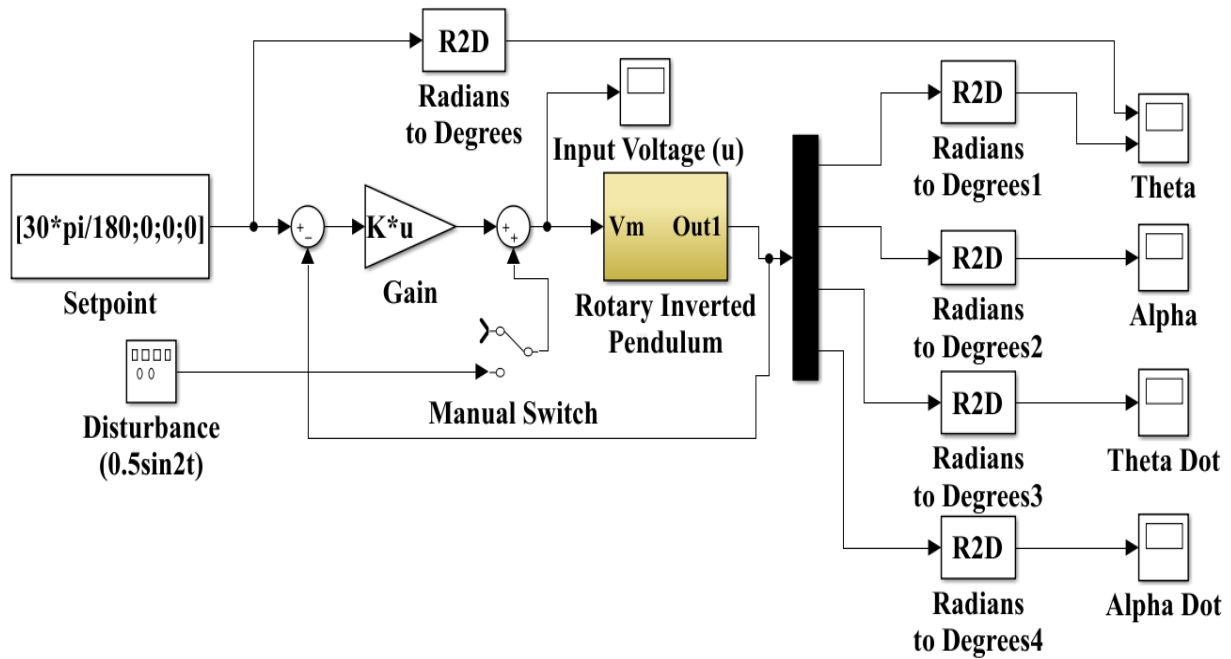 R2D
Radians
to Degrees
Input Voltage (u)
R2D
Radians
to Degrees1
Theta
[30*pi/180;0;0;0]
Setpoint
+
−
K*u
Gain
+
+
Vm Out1
Rotary Inverted
Pendulum
R2D
Radians
to Degrees2
Alpha
Disturbance
(0.5sin2t)
Manual Switch
R2D
Radians
to Degrees3
Theta Dot
R2D
Radians
to Degrees4
Alpha Dot